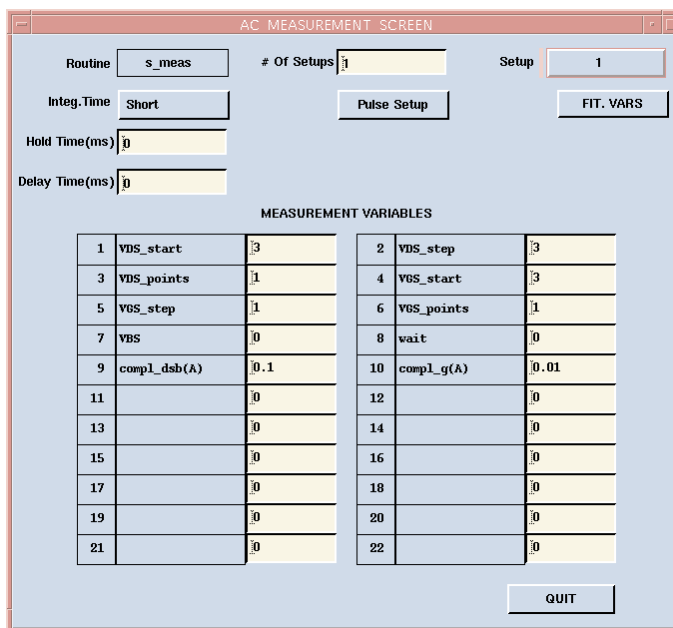 AC MEASUREMENT SCREEN
Routine s_meas # Of Setups 1 Setup 1
Integ.Time Short Pulse Setup FIT. VARS
Hold Time(ms) 0
Delay Time(ms) 0
MEASUREMENT VARIABLES
1 VDS_start 3 2 VDS_step 3
3 VDS_points 1 4 VGS_start 3
5 VGS_step 1 6 VGS_points 1
7 VBS 0 8 wait 0
9 compl_dsb(A) 0.1 10 compl_g(A) 0.01
11 0 12 0
13 0 14 0
15 0 16 0
17 0 18 0
19 0 20 0
21 0 22 0
QUIT